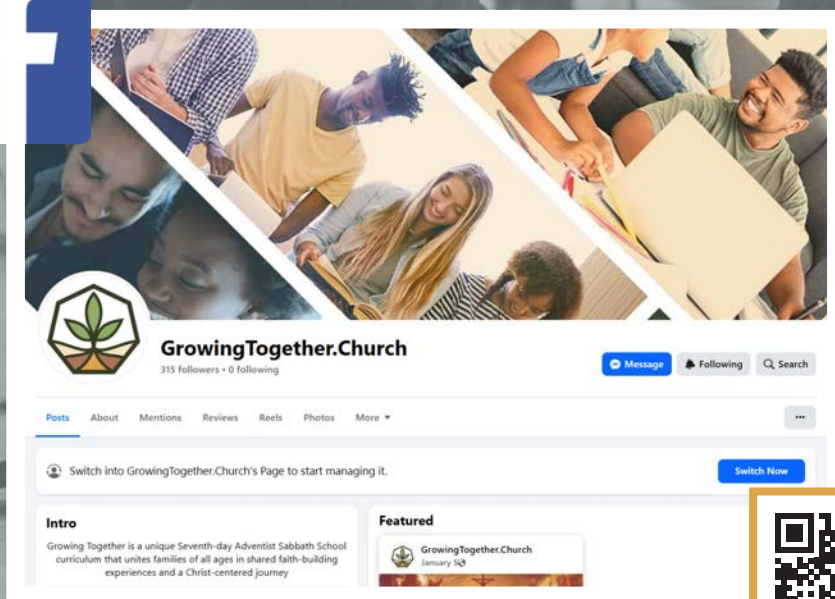 GrowingTogether.Church
315 followers • 0 following
Message
Following
Search
Posts
About
Mentions
Reviews
Reels
Photos
More
Switch into GrowingTogether.Church's Page to start managing it.
Switch Now
Intro
Growing Together is a unique Seventh-day Adventist Sabbath School
curriculum that unites families of all ages in shared faith-building
experiences and a Christ-centered journey
Featured
GrowingTogether.Church
January 5